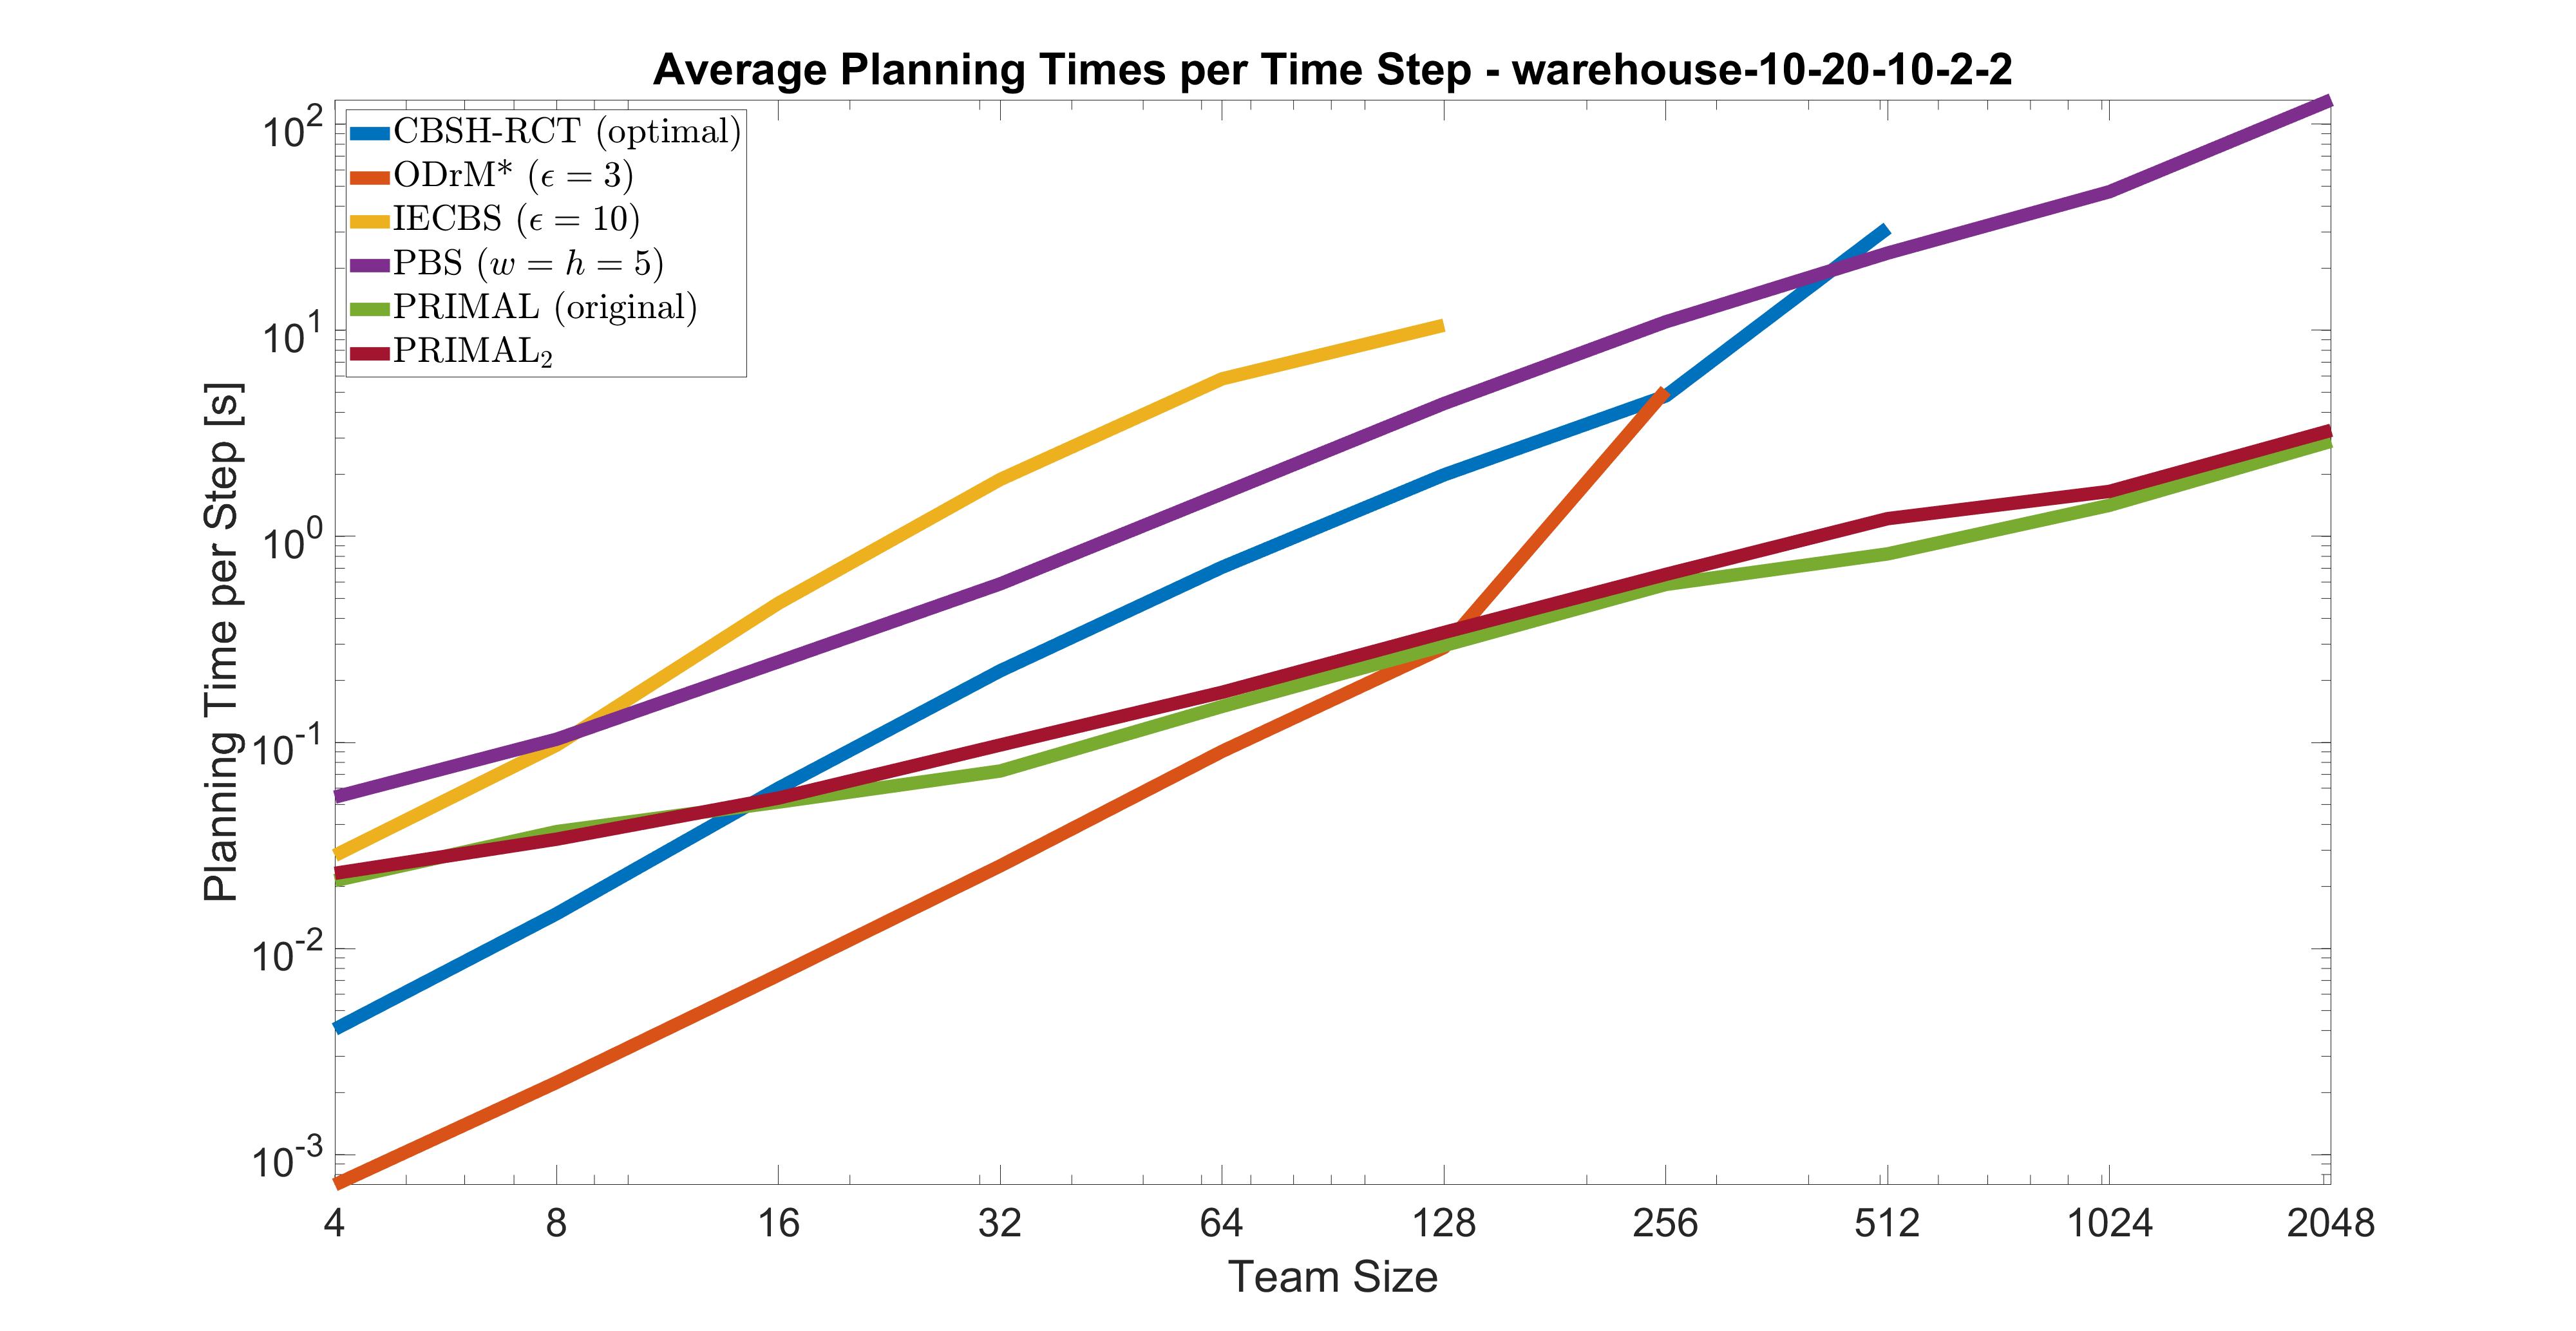 Average Planning Times per Time Step - warehouse-10-20-10-2-2
CBSH-RCT (optimal)
ODrM* (ϵ = 3)
IECBS (ϵ = 10)
PBS (w = h = 5)
PRIMAL (original)
PRIMAL₂
10²
10¹
10⁰
10⁻¹
10⁻²
10⁻³
Planning Time per Step [s]
4 8 16 32 64 128 256 512 1024 2048
Team Size